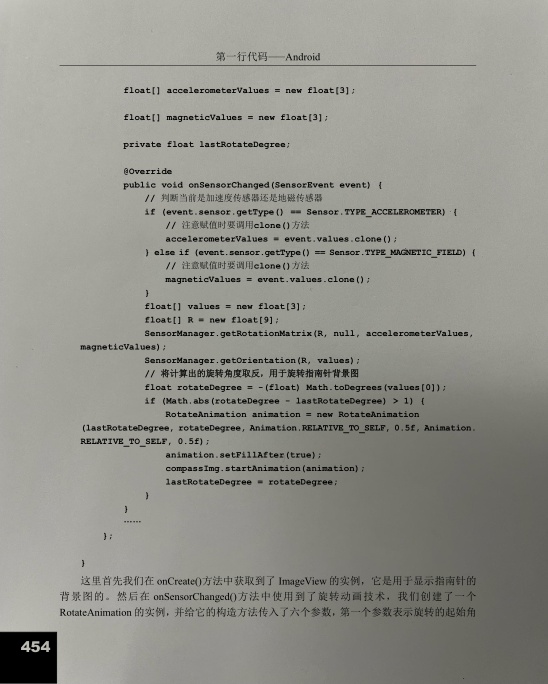 第一行代码——Android
float[] accelerometerValues = new float[3];
float[] magneticValues = new float[3];
private float lastRotateDegree;
@Override
public void onSensorChanged(SensorEvent event) {
// 判断当前是加速度传感器还是地磁传感器
if (event.sensor.getType() == Sensor.TYPE_ACCELEROMETER) {
// 注意赋值时要调用clone()方法
accelerometerValues = event.values.clone();
} else if (event.sensor.getType() == Sensor.TYPE_MAGNETIC_FIELD) {
// 注意赋值时要调用clone()方法
magneticValues = event.values.clone();
}
float[] values = new float[3];
float[] R = new float[9];
SensorManager.getRotationMatrix(R, null, accelerometerValues,
magneticValues);
SensorManager.getOrientation(R, values);
// 将计算出的旋转角度取反，用于旋转指南针背景图
float rotateDegree = -(float) Math.toDegrees(values[0]);
if (Math.abs(rotateDegree - lastRotateDegree) > 1) {
RotateAnimation animation = new RotateAnimation
(lastRotateDegree, rotateDegree, Animation.RELATIVE_TO_SELF, 0.5f, Animation.
RELATIVE_TO_SELF, 0.5f);
animation.setFillAfter(true);
compassImg.startAnimation(animation);
lastRotateDegree = rotateDegree;
}
}
……
};
}
这里首先我们在 onCreate()方法中获取到了 ImageView 的实例，它是用于显示指南针的
背景图的。然后在 onSensorChanged()方法中使用到了旋转动画技术，我们创建了一个
RotateAnimation 的实例，并给它的构造方法传入了六个参数，第一个参数表示旋转的起始角
454